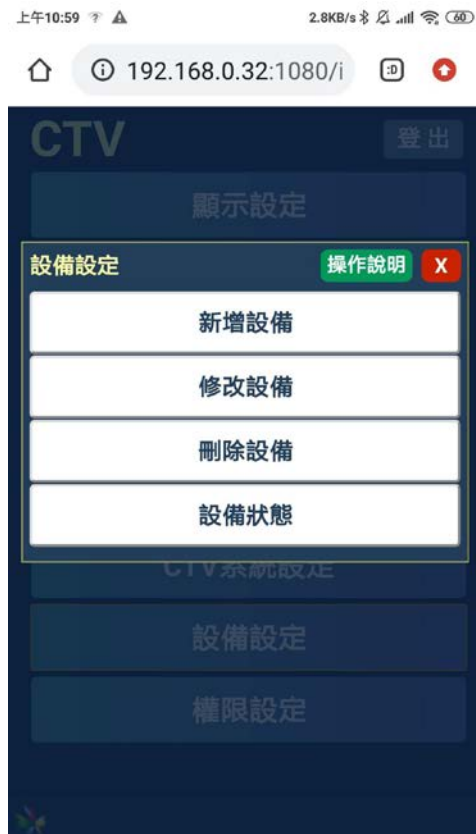 上午10:59 ? 2.8KB/s 60
192.168.0.32:1080/i :D
CTV 登出
顯示設定
設備設定 操作說明 X
新增設備
修改設備
刪除設備
設備狀態
CTV系統設定
設備設定
權限設定